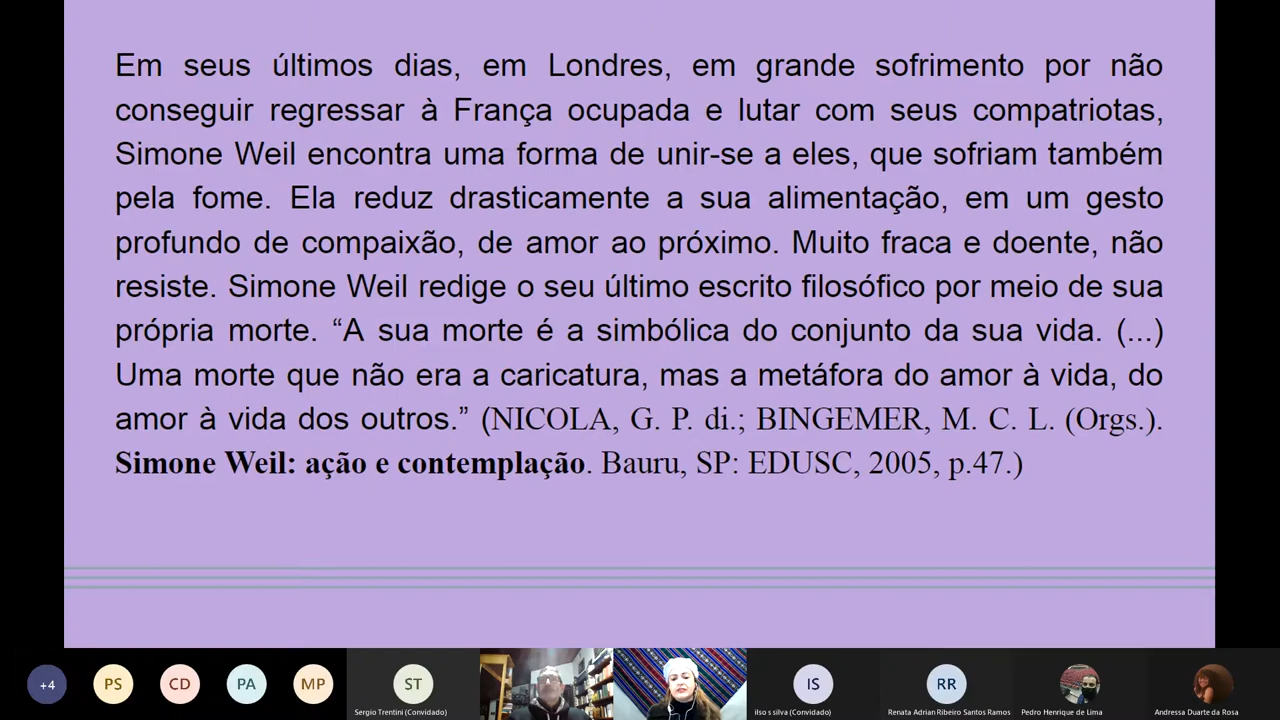 Em seus últimos dias, em Londres, em grande sofrimento por não
conseguir regressar à França ocupada e lutar com seus compatriotas,
Simone Weil encontra uma forma de unir-se a eles, que sofriam também
pela fome. Ela reduz drasticamente a sua alimentação, em um gesto
profundo de compaixão, de amor ao próximo. Muito fraca e doente, não
resiste. Simone Weil redige o seu último escrito filosófico por meio de sua
própria morte. “A sua morte é a simbólica do conjunto da sua vida. (...)
Uma morte que não era a caricatura, mas a metáfora do amor à vida, do
amor à vida dos outros.” (NICOLA, G. P. di.; BINGEMER, M. C. L. (Orgs.).
Simone Weil: ação e contemplação. Bauru, SP: EDUSC, 2005, p.47.)
+4
PS
CD
PA
MP
ST
IS
RR
Sergio Trentini (Convidado)
ilso s silva (Convidado)
Renata Adrian Ribeiro Santos Ramos
Pedro Henrique de Lima
Andressa Duarte da Rosa